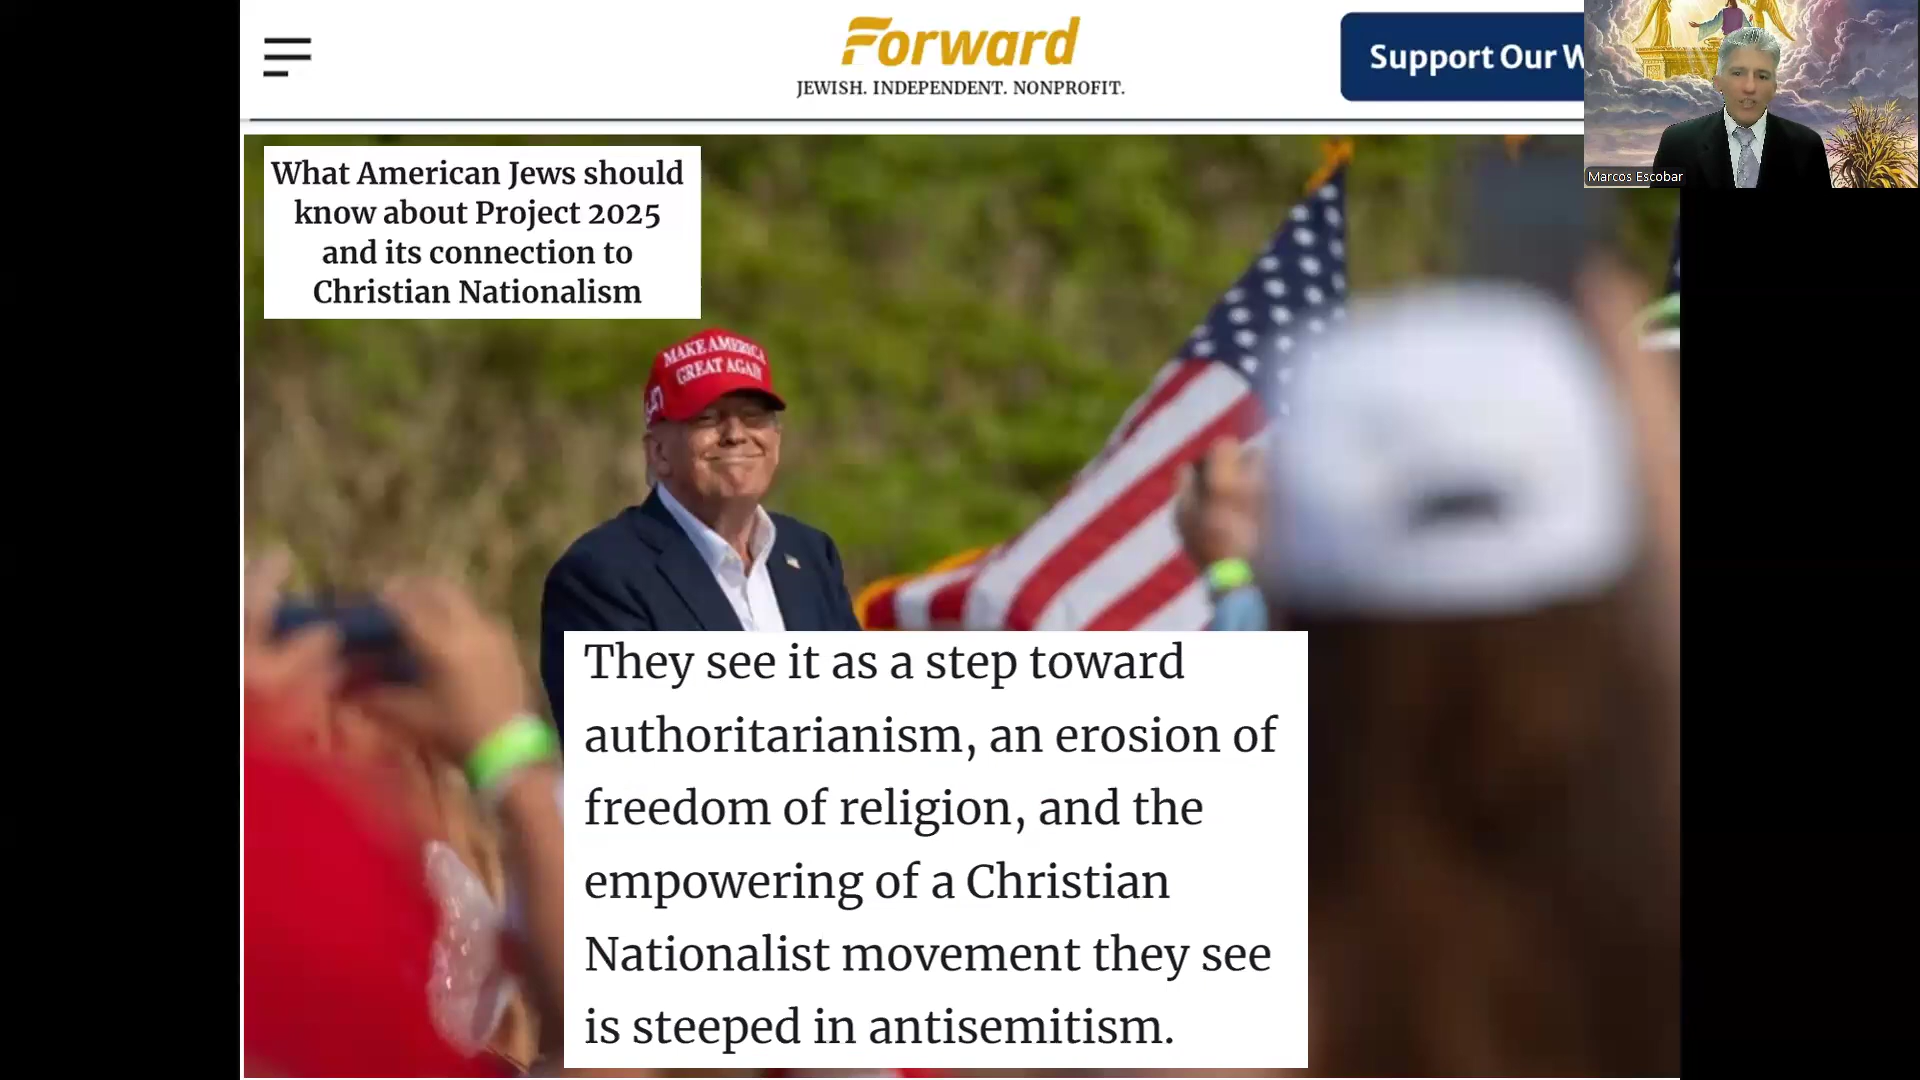 Forward
JEWISH. INDEPENDENT. NONPROFIT.
Support Our W
Marcos Escobar
What American Jews should
know about Project 2025
and its connection to
Christian Nationalism
MAKE AMERICA
GREAT AGAIN
They see it as a step toward
authoritarianism, an erosion of
freedom of religion, and the
empowering of a Christian
Nationalist movement they see
is steeped in antisemitism.